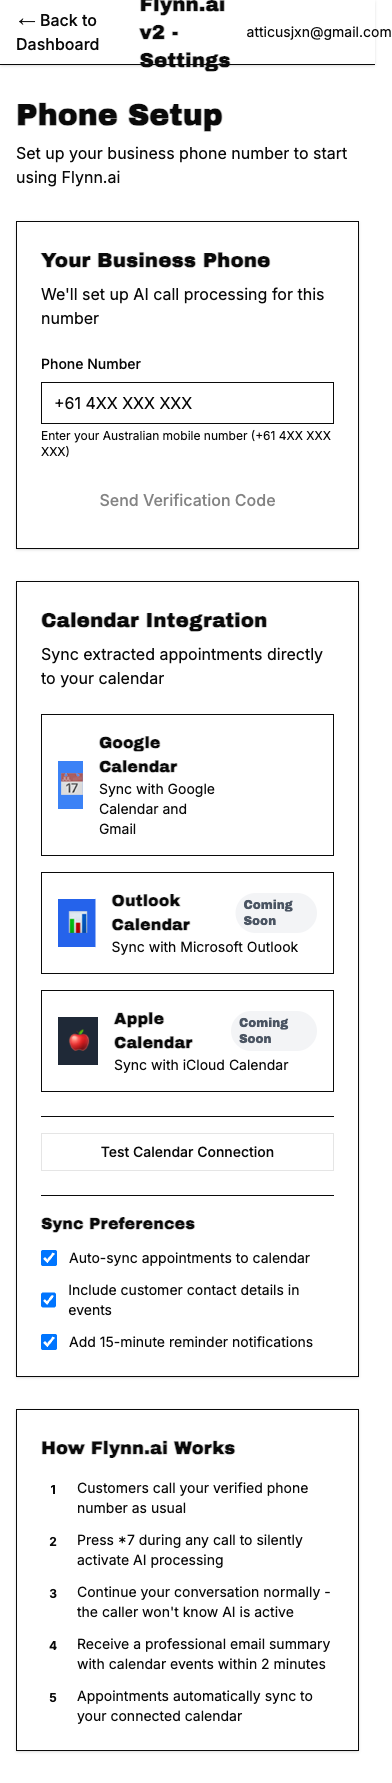 ← Back to
Dashboard
Flynn.ai
v2 -
Settings
atticusjxn@gmail.com
Phone Setup
Set up your business phone number to start
using Flynn.ai
Your Business Phone
We'll set up AI call processing for this
number
Phone Number
+61 4XX XXX XXX
Enter your Australian mobile number (+61 4XX XXX
XXX)
Send Verification Code
Calendar Integration
Sync extracted appointments directly
to your calendar
17
Google
Calendar
Sync with Google
Calendar and
Gmail
Outlook
Calendar
Coming
Soon
Sync with Microsoft Outlook
Apple
Calendar
Coming
Soon
Sync with iCloud Calendar
Test Calendar Connection
Sync Preferences
Auto-sync appointments to calendar
Include customer contact details in
events
Add 15-minute reminder notifications
How Flynn.ai Works
1 Customers call your verified phone
number as usual
2 Press *7 during any call to silently
activate AI processing
3 Continue your conversation normally -
the caller won't know AI is active
4 Receive a professional email summary
with calendar events within 2 minutes
5 Appointments automatically sync to
your connected calendar